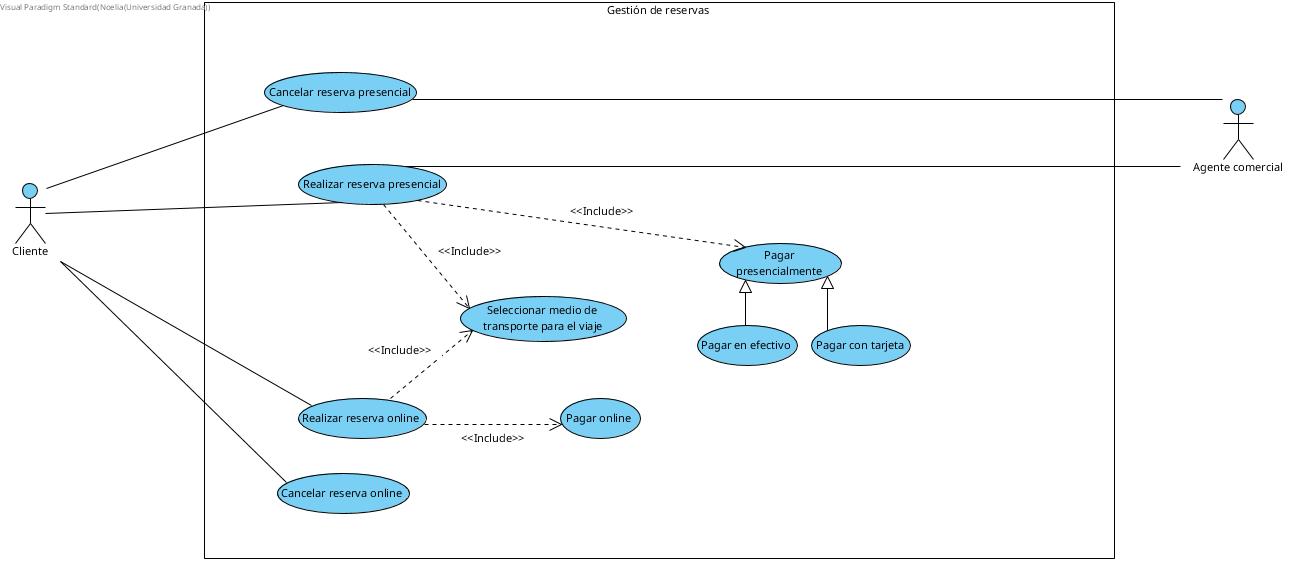 Visual Paradigm Standard(Noelia(Universidad Granada))
Gestión de reservas
Cancelar reserva presencial
Agente comercial
Realizar reserva presencial
Cliente
<<Include>>
<<Include>>
Pagar
presencialmente
Seleccionar medio de
transporte para el viaje
Pagar en efectivo
Pagar con tarjeta
<<Include>>
Realizar reserva online
Pagar online
<<Include>>
Cancelar reserva online